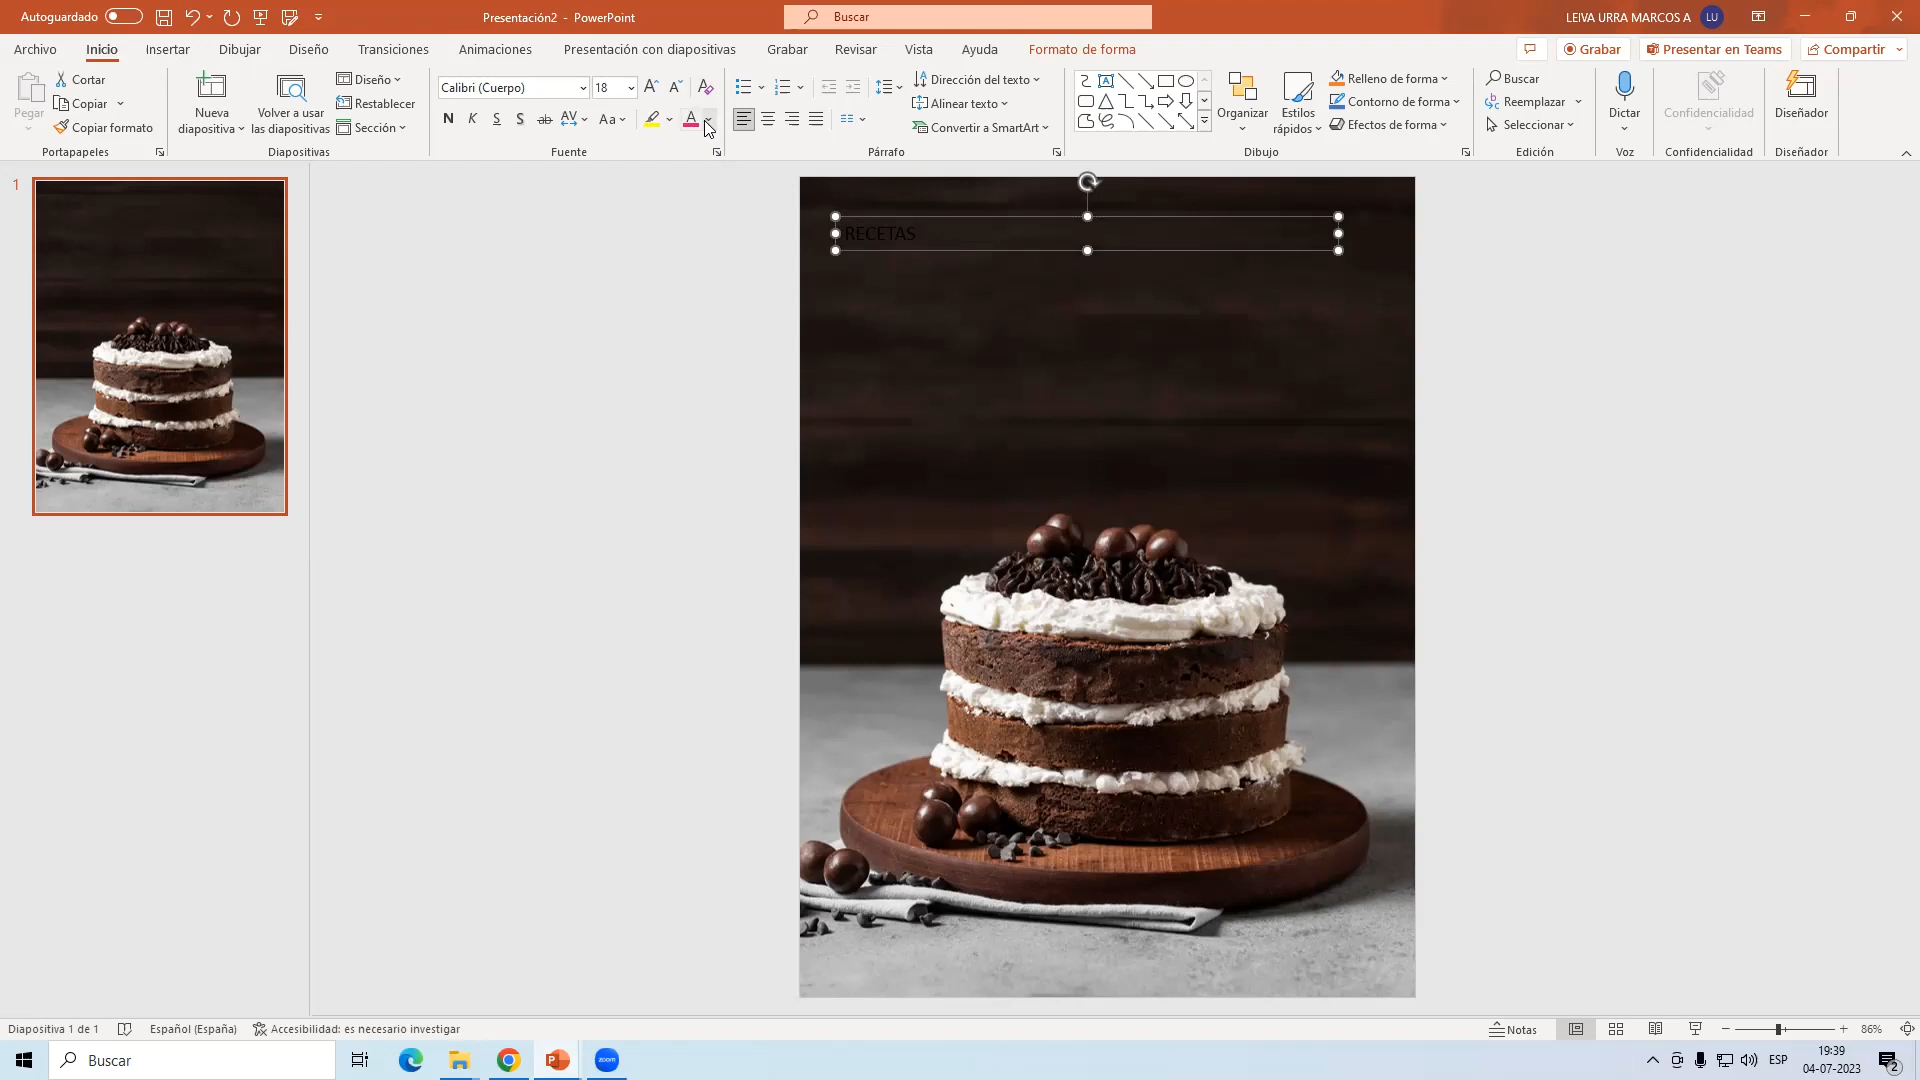 Autoguardado
Presentación2 - PowerPoint
Buscar
LEIVA URRA MARCOS A
LU
Archivo Inicio Insertar Dibujar Diseño Transiciones Animaciones Presentación con diapositivas Grabar Revisar Vista Ayuda Formato de forma
Grabar
Presentar en Teams
Compartir
Pegar
Cortar
Copiar
Copiar formato
Portapapeles
Nueva diapositiva
Volver a usar las diapositivas
Diseño
Restablecer
Sección
Diapositivas
Calibri (Cuerpo) 18
N K S S ab AV Aa A
Fuente
Dirección del texto
Alinear texto
Convertir a SmartArt
Párrafo
Organizar
Estilos rápidos
Relleno de forma
Contorno de forma
Efectos de forma
Dibujo
Buscar
Reemplazar
Seleccionar
Edición
Dictar
Voz
Confidencialidad
Confidencialidad
Diseñador
Diseñador
1
RECETAS
Diapositiva 1 de 1
Español (España)
Accesibilidad: es necesario investigar
Notas
86%
Buscar
zoom
ESP
19:39
04-07-2023
2